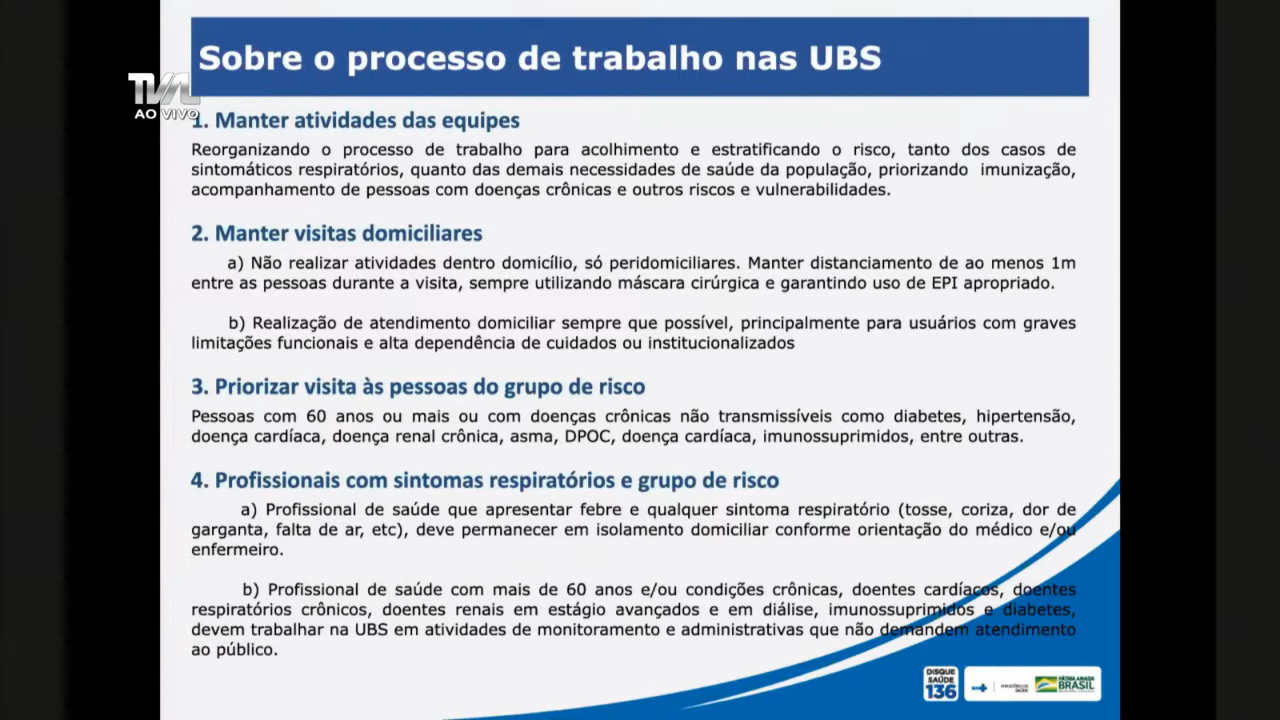 Sobre o processo de trabalho nas UBS
TVAL
AO VIVO
1. Manter atividades das equipes
Reorganizando o processo de trabalho para acolhimento e estratificando o risco, tanto dos casos de
sintomáticos respiratórios, quanto das demais necessidades de saúde da população, priorizando imunização,
acompanhamento de pessoas com doenças crônicas e outros riscos e vulnerabilidades.
2. Manter visitas domiciliares
a) Não realizar atividades dentro domicílio, só peridomiciliares. Manter distanciamento de ao menos 1m
entre as pessoas durante a visita, sempre utilizando máscara cirúrgica e garantindo uso de EPI apropriado.
b) Realização de atendimento domiciliar sempre que possível, principalmente para usuários com graves
limitações funcionais e alta dependência de cuidados ou institucionalizados
3. Priorizar visita às pessoas do grupo de risco
Pessoas com 60 anos ou mais ou com doenças crônicas não transmissíveis como diabetes, hipertensão,
doença cardíaca, doença renal crônica, asma, DPOC, doença cardíaca, imunossuprimidos, entre outras.
4. Profissionais com sintomas respiratórios e grupo de risco
a) Profissional de saúde que apresentar febre e qualquer sintoma respiratório (tosse, coriza, dor de
garganta, falta de ar, etc), deve permanecer em isolamento domiciliar conforme orientação do médico e/ou
enfermeiro.
b) Profissional de saúde com mais de 60 anos e/ou condições crônicas, doentes cardíacos, doentes
respiratórios crônicos, doentes renais em estágio avançados e em diálise, imunossuprimidos e diabetes,
devem trabalhar na UBS em atividades de monitoramento e administrativas que não demandem atendimento
ao público.
DISQUE
SAÚDE
136
SUS
MINISTÉRIO DA
SAÚDE
PÁTRIA AMADA
BRASIL